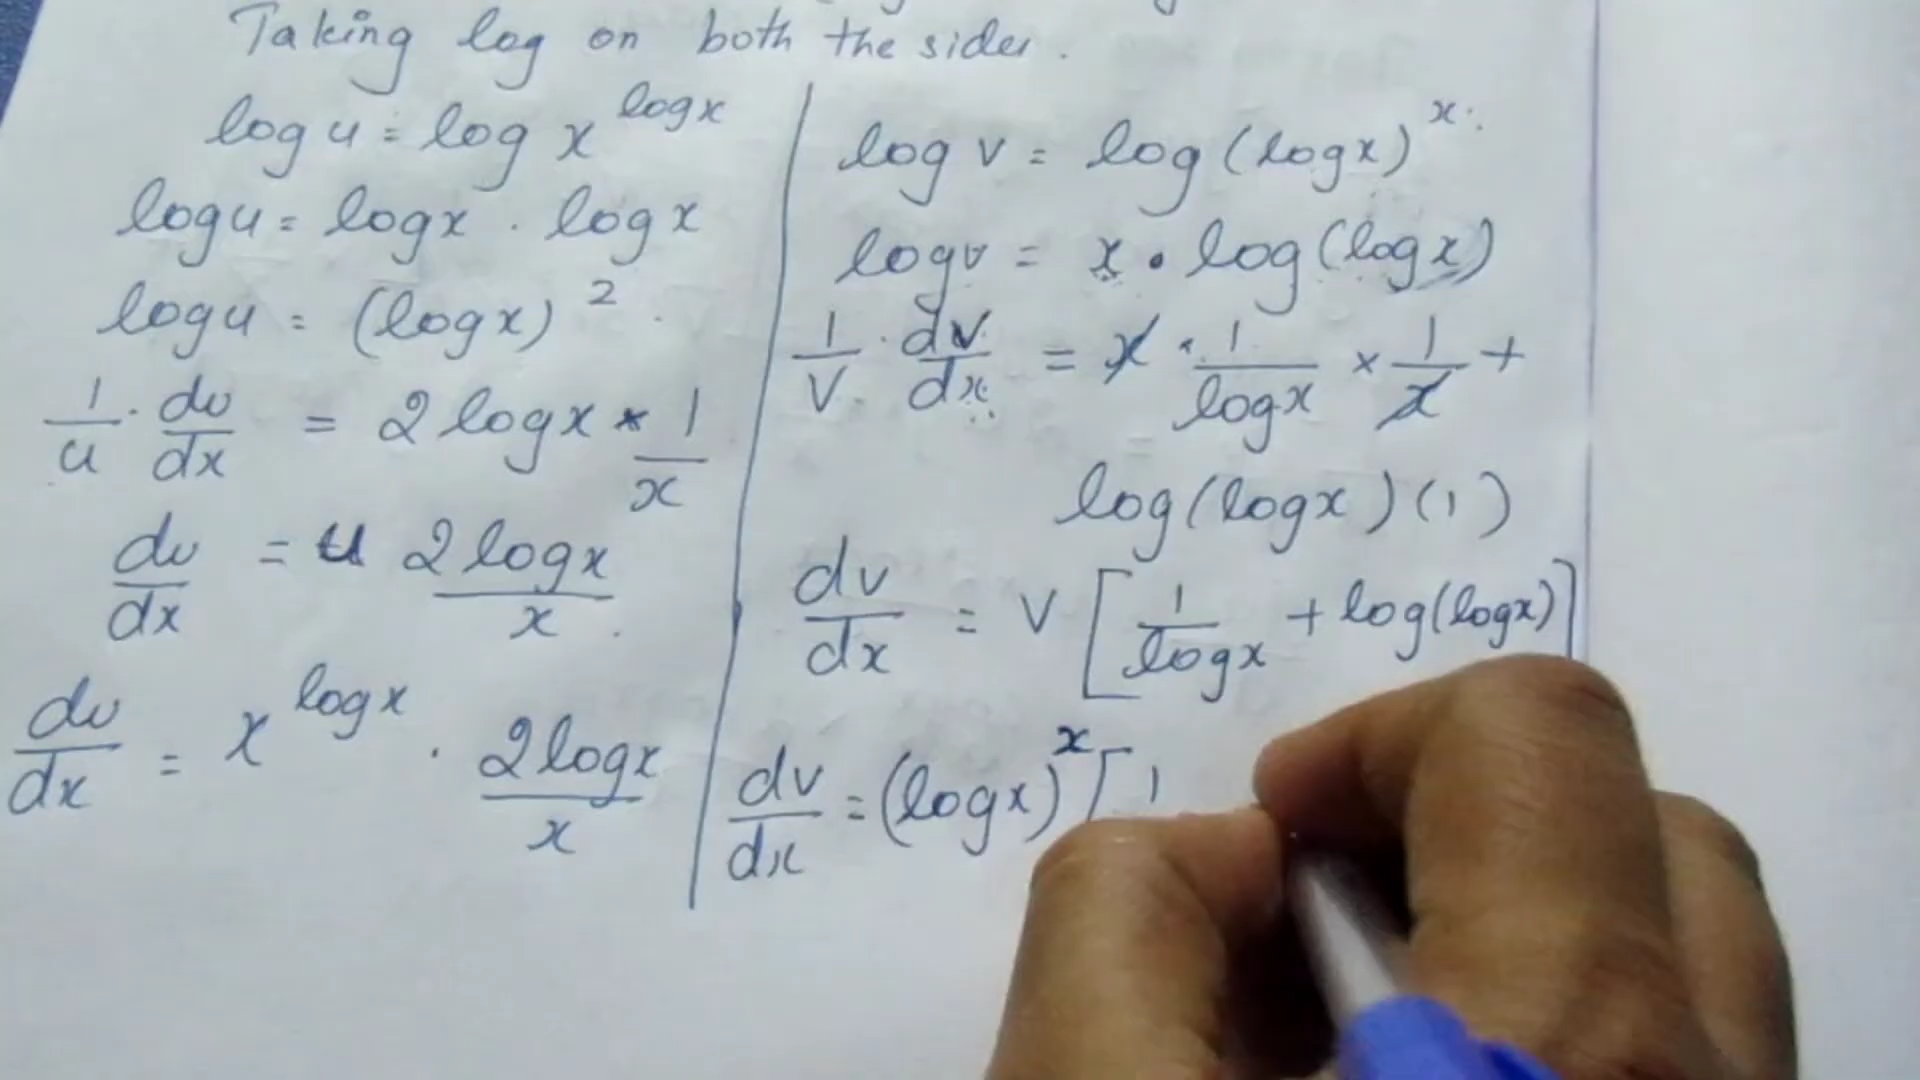 Taking log on both the sides.
log u = log x^log x
log u = log x . log x
log u = (log x)^2.
1/u . du/dx = 2 log x * 1/x
du/dx = u 2 log x / x.
du/dx = x^log x . 2 log x / x
log v = log (log x)^x.
log v = x . log (log x)
1/v . dv/dx = x . 1/log x × 1/x +
log (log x) (1)
dv/dx = v [1/log x + log(log x)]
dv/dx = (log x)^x [ 1